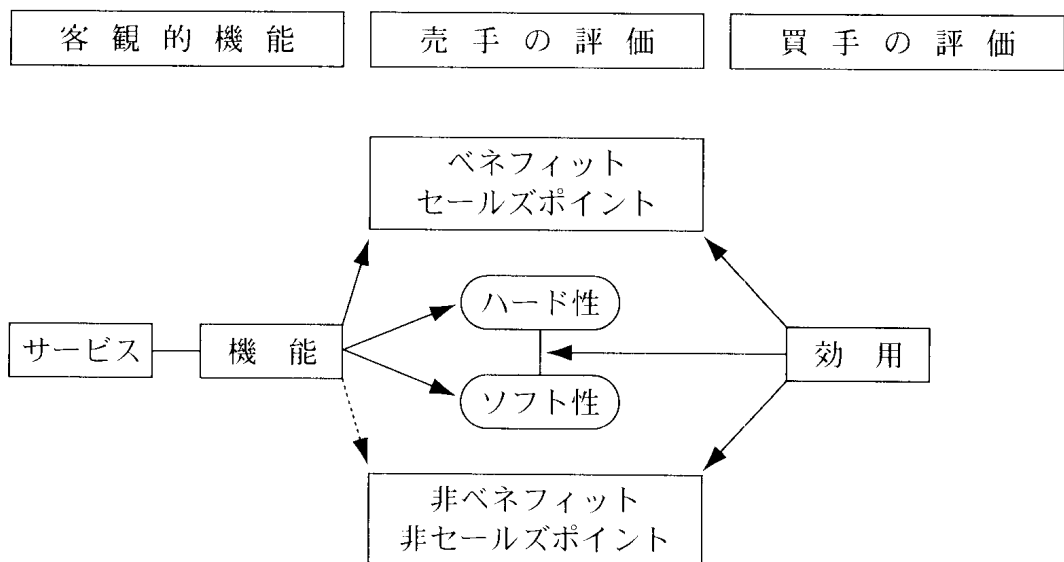 客観的機能
売手の評価
買手の評価
ベネフィット
セールズポイント
ハード性
サービス
機能
効用
ソフト性
非ベネフィット
非セールズポイント